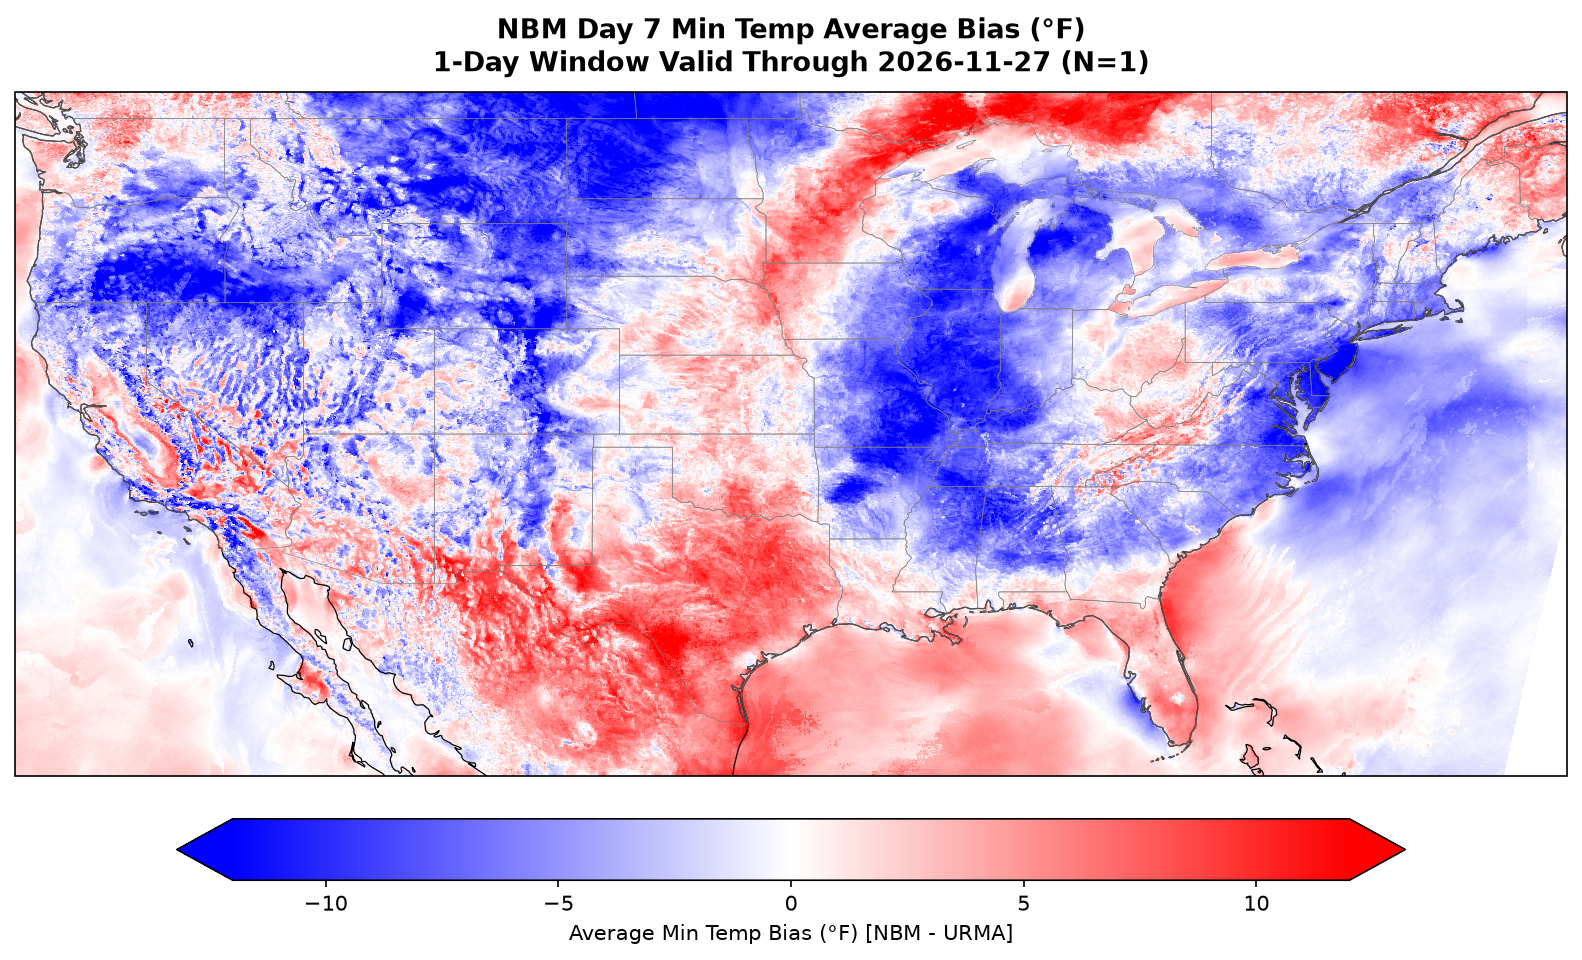 NBM Day 7 Min Temp Average Bias (°F)
1-Day Window Valid Through 2026-11-27 (N=1)
−10 −5 0 5 10
Average Min Temp Bias (°F) [NBM - URMA]